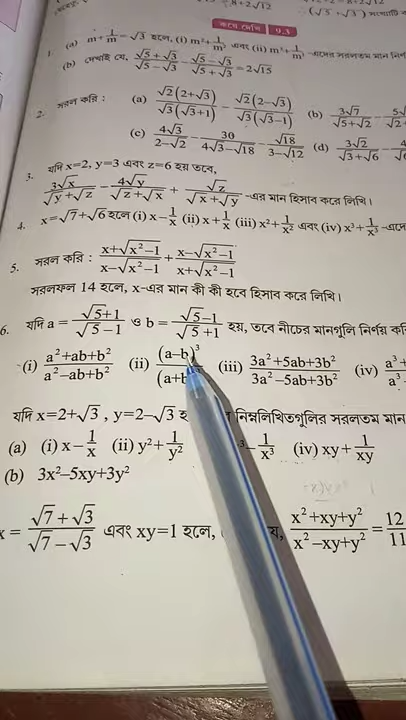 কষে দেখি 9.3
1. (a) m+1/m=√3 হলে, (i) m²+1/m² এবং (ii) m³+1/m³ -এদের সরলতম মান
(b) দেখাই যে, (√5+√3)/(√5−√3) − (√5−√3)/(√5+√3) = 2√15
2. সরল করি : (a) √2(2+√3)/√3(√3+1) − √2(2−√3)/√3(√3−1) (b) 3√7/(√5+√2) −
(c) 4√3/(2−√2) − 30/(4√3−√18) − √18/(3−√12) (d) 3√2/(√3+√6) −
3. যদি x=2, y=3 এবং z=6 হয় তবে,
3√x/(√y+√z) − 4√y/(√z+√x) + √z/(√x+√y) -এর মান হিসাব করে লিখি।
4. x=√7+√6 হলে (i) x−1/x (ii) x+1/x (iii) x²+1/x² এবং (iv) x³+1/x³
5. সরল করি : (x+√x²−1)/(x−√x²−1) + (x−√x²−1)/(x+√x²−1)
সরলফল 14 হলে, x-এর মান কী কী হবে হিসাব করে লিখি।
6. যদি a = (√5+1)/(√5−1) ও b = (√5−1)/(√5+1) হয়, তবে নীচের মানগুলি নির্ণয়
(i) (a²+ab+b²)/(a²−ab+b²) (ii) (a−b)³/(a+b (iii) (3a²+5ab+3b²)/(3a²−5ab+3b²) (iv)
যদি x=2+√3, y=2−√3 নিম্নলিখিতগুলির সরলতম মান
(a) (i) x−1/x (ii) y²+1/y² 1/x³ (iv) xy+1/xy
(b) 3x²−5xy+3y²
x = (√7+√3)/(√7−√3) এবং xy=1 হলে, (x²+xy+y²)/(x²−xy+y²) = 12/11